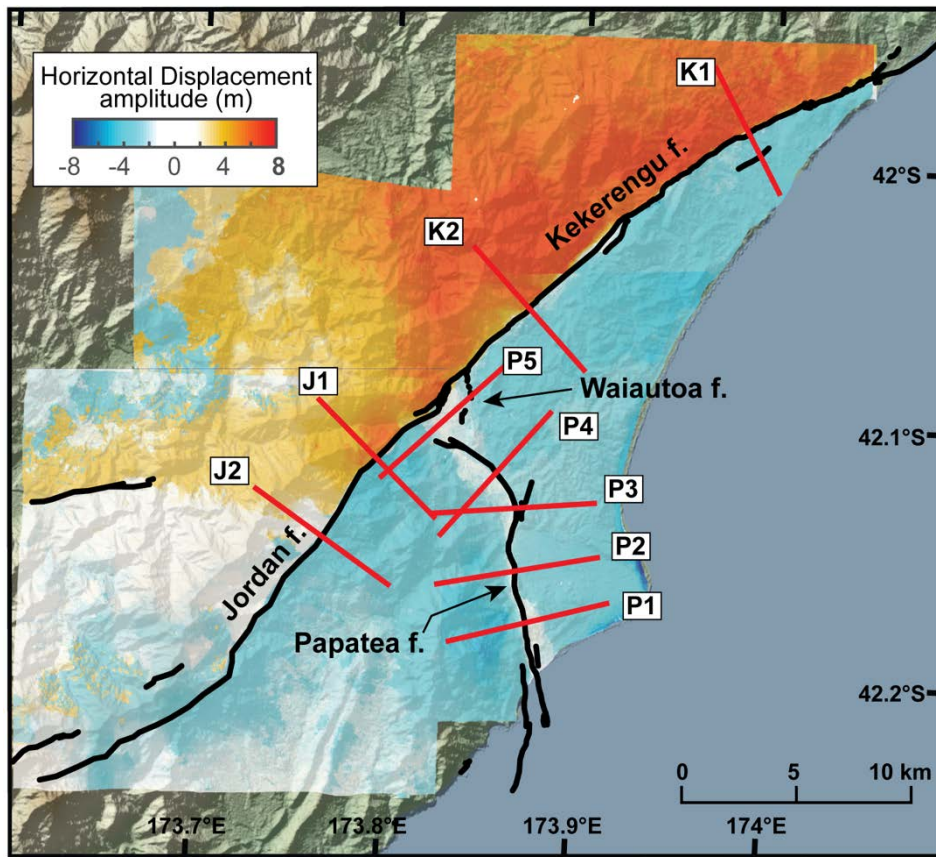 Horizontal Displacement
amplitude (m)
-8 -4 0 4 8
K1
Kekerengu f.
42°S
K2
P5
J1
Waiautoa f.
P4
42.1°S
J2
P3
Jordan f.
P2
P1
Papatea f.
42.2°S
0 5 10 km
173.7°E 173.8°E 173.9°E 174°E